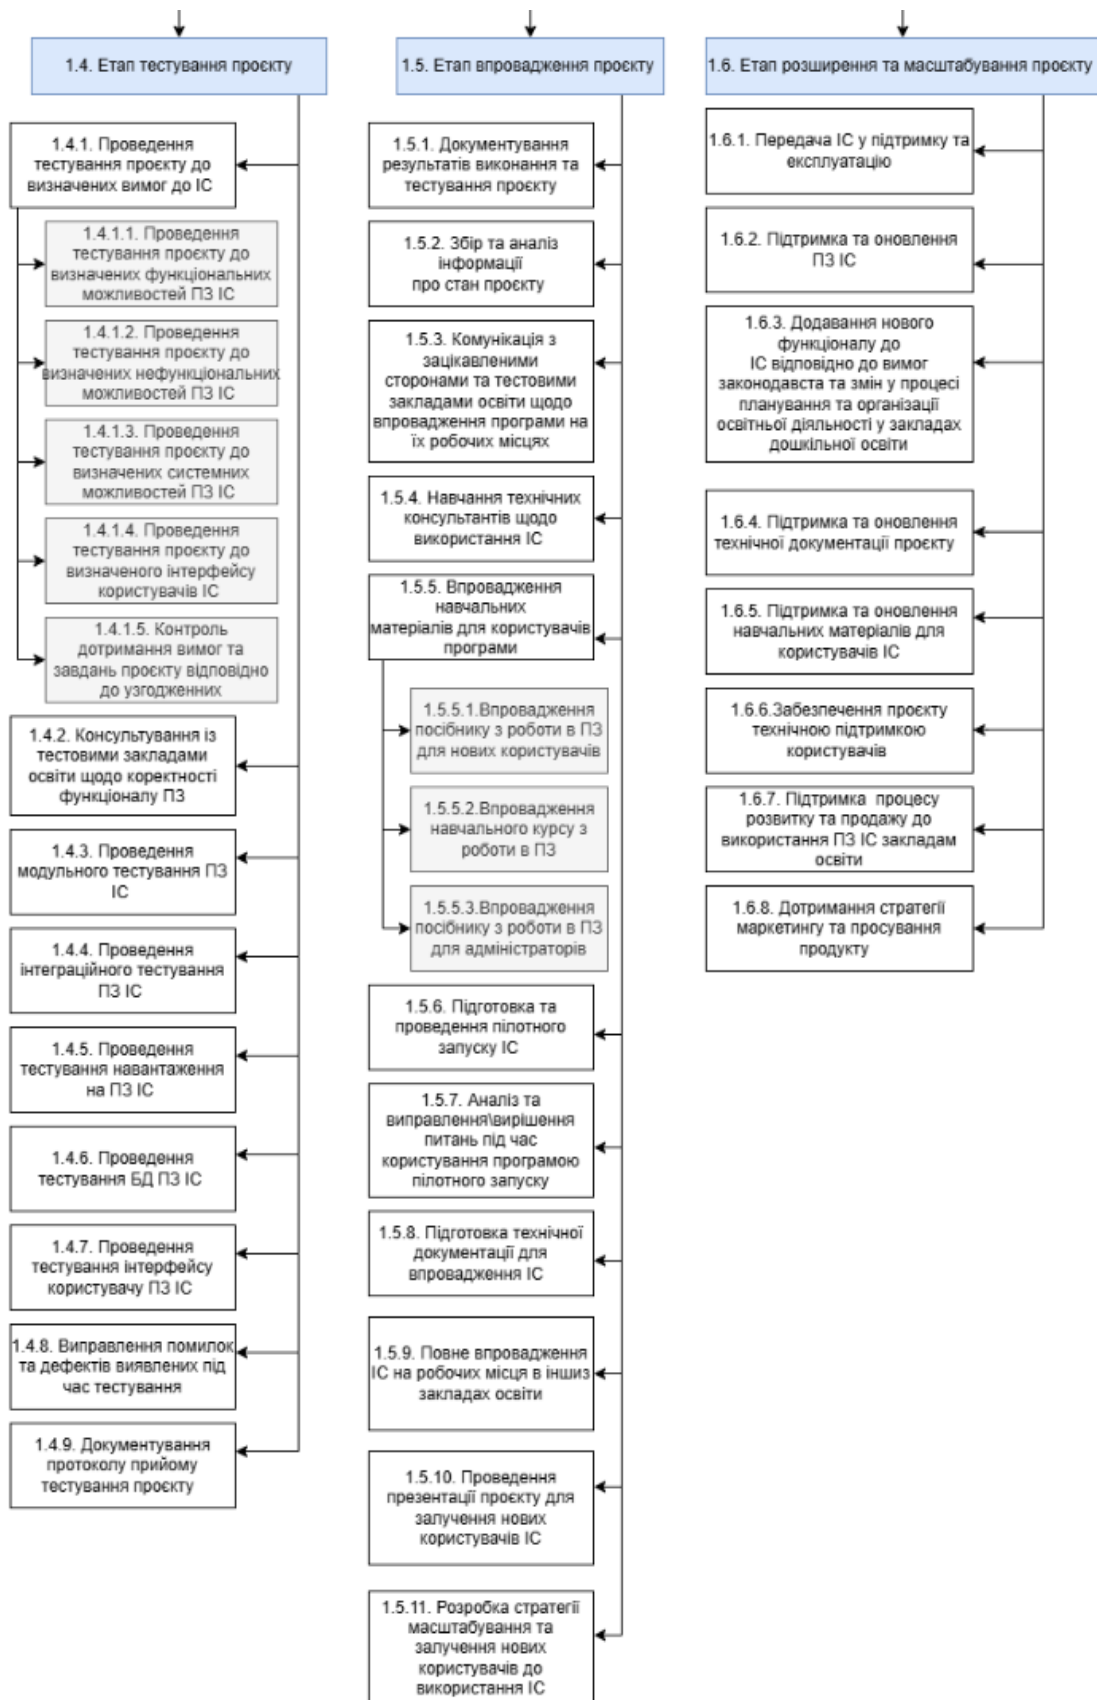 1.4. Етап тестування проєкту
1.4.1. Проведення
тестування проєкту до
визначених вимог до ІС
1.4.1.1. Проведення
тестування проєкту до
визначених функціональних
можливостей ПЗ ІС
1.4.1.2. Проведення
тестування проєкту до
визначених нефункціональних
можливостей ПЗ ІС
1.4.1.3. Проведення
тестування проєкту до
визначених системних
можливостей ПЗ ІС
1.4.1.4. Проведення
тестування проєкту до
визначеного інтерфейсу
користувачів ІС
1.4.1.5. Контроль
дотримання вимог та
завдань проєкту відповідно
до узгодженних
1.4.2. Консультування із
тестовими закладами
освіти щодо коректності
функціоналу ПЗ
1.4.3. Проведення
модульного тестування ПЗ
ІС
1.4.4. Проведення
інтеграційного тестування
ПЗ ІС
1.4.5. Проведення
тестування навантаження
на ПЗ ІС
1.4.6. Проведення
тестування БД ПЗ ІС
1.4.7. Проведення
тестування інтерфейсу
користувачу ПЗ ІС
1.4.8. Виправлення помилок
та дефектів виявлених під
час тестування
1.4.9. Документування
протоколу прийому
тестування проєкту
1.5. Етап впровадження проєкту
1.5.1. Документування
результатів виконання та
тестування проєкту
1.5.2. Збір та аналіз
інформації
про стан проєкту
1.5.3. Комунікація з
зацікавленими
сторонами та тестовими
закладами освіти щодо
впровадження програми на
їх робочих місцях
1.5.4. Навчання технічних
консультантів щодо
використання ІС
1.5.5. Впровадження
навчальних
матеріалів для користувачів
програми
1.5.5.1.Впровадження
посібнику з роботи в ПЗ
для нових користувачів
1.5.5.2.Впровадження
навчального курсу з
роботи в ПЗ
1.5.5.3.Впровадження
посібнику з роботи в ПЗ
для адміністраторів
1.5.6. Підготовка та
проведення пілотного
запуску ІС
1.5.7. Аналіз та
виправлення\вирішення
питань під час
користування програмою
пілотного запуску
1.5.8. Підготовка технічної
документації для
впровадження ІС
1.5.9. Повне впровадження
ІС на робочих місця в іншиз
закладах освіти
1.5.10. Проведення
презентації проєкту для
залучення нових
користувачів ІС
1.5.11. Розробка стратегії
масштабування та
залучення нових
користувачів до
використання ІС
1.6. Етап розширення та масштабування проєкту
1.6.1. Передача ІС у підтримку та
експлуатацію
1.6.2. Підтримка та оновлення
ПЗ ІС
1.6.3. Додавання нового
функціоналу до
ІС відповідно до вимог
законодавста та змін у процесі
планування та організації
освітньої діяльності у закладах
дошкільної освіти
1.6.4. Підтримка та оновлення
технічної документації проєкту
1.6.5. Підтримка та оновлення
навчальних матеріалів для
користувачів ІС
1.6.6.Забезпечення проєкту
технічною підтримкою
користувачів
1.6.7. Підтримка процесу
розвитку та продажу до
використання ПЗ ІС закладам
освіти
1.6.8. Дотримання стратегії
маркетингу та просування
продукту